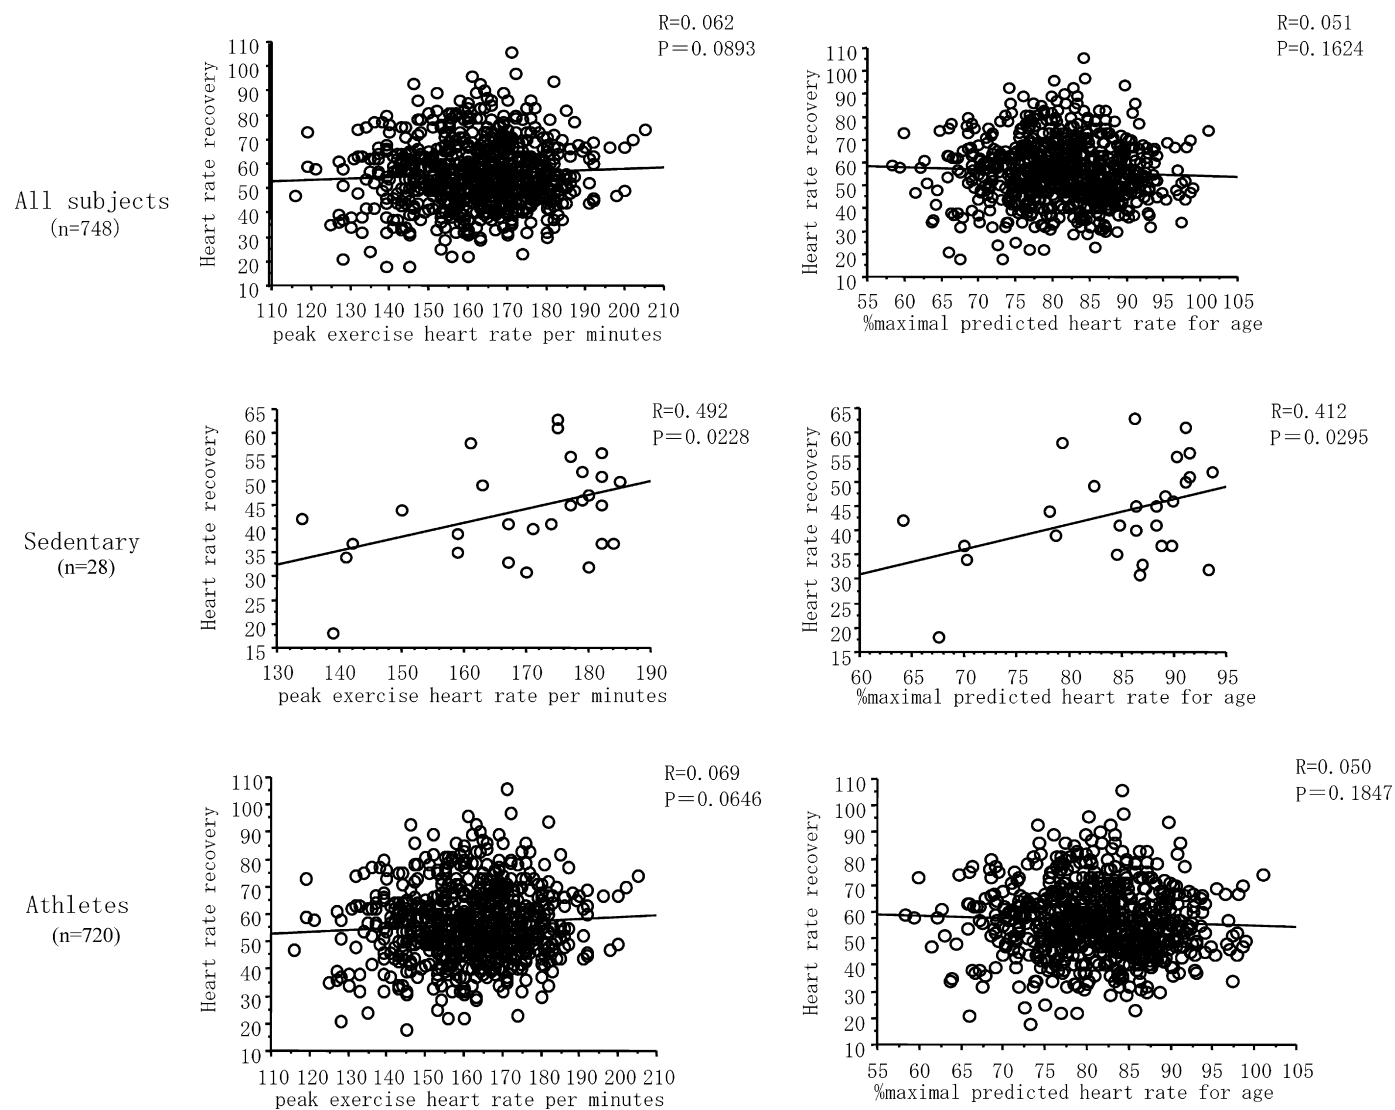 R=0.062
P=0.0893
R=0.051
P=0.1624
All subjects
(n=748)
Heart rate recovery
110
100
90
80
70
60
50
40
30
20
10
110 120 130 140 150 160 170 180 190 200 210
peak exercise heart rate per minutes
Heart rate recovery
110
100
90
80
70
60
50
40
30
20
10
55 60 65 70 75 80 85 90 95 100 105
%maximal predicted heart rate for age
R=0.492
P=0.0228
R=0.412
P=0.0295
Sedentary
(n=28)
Heart rate recovery
65
60
55
50
45
40
35
30
25
20
15
130 140 150 160 170 180 190
peak exercise heart rate per minutes
Heart rate recovery
65
60
55
50
45
40
35
30
25
20
15
60 65 70 75 80 85 90 95
%maximal predicted heart rate for age
R=0.069
P=0.0646
R=0.050
p=0.1847
Athletes
(n=720)
Heart rate recovery
110
100
90
80
70
60
50
40
30
20
10
110 120 130 140 150 160 170 180 190 200 210
peak exercise heart rate per minutes
Heart rate recovery
110
100
90
80
70
60
50
40
30
20
10
55 60 65 70 75 80 85 90 95 100 105
%maximal predicted heart rate for age